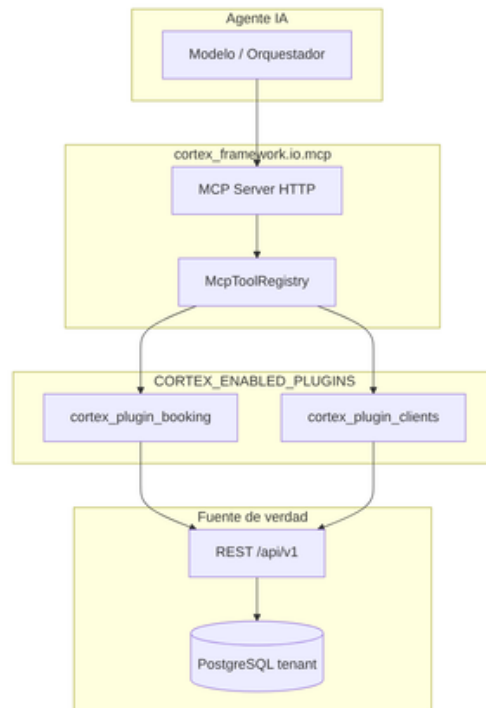 Agente IA
Modelo / Orquestador
cortex_framework.io.mcp
MCP Server HTTP
McpToolRegistry
CORTEX_ENABLED_PLUGINS
cortex_plugin_booking
cortex_plugin_clients
Fuente de verdad
REST /api/v1
PostgreSQL tenant